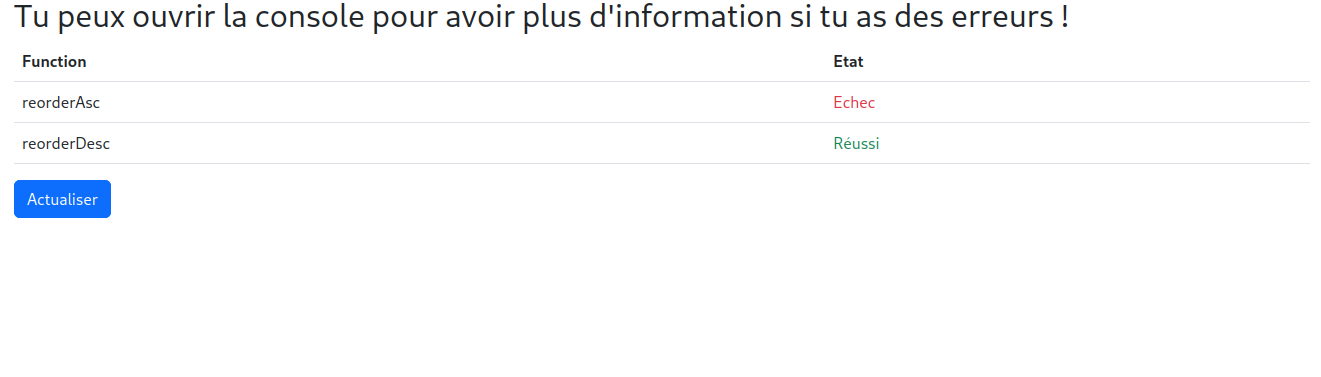 Tu peux ouvrir la console pour avoir plus d'information si tu as des erreurs !
Function Etat
reorderAsc Echec
reorderDesc Réussi
Actualiser